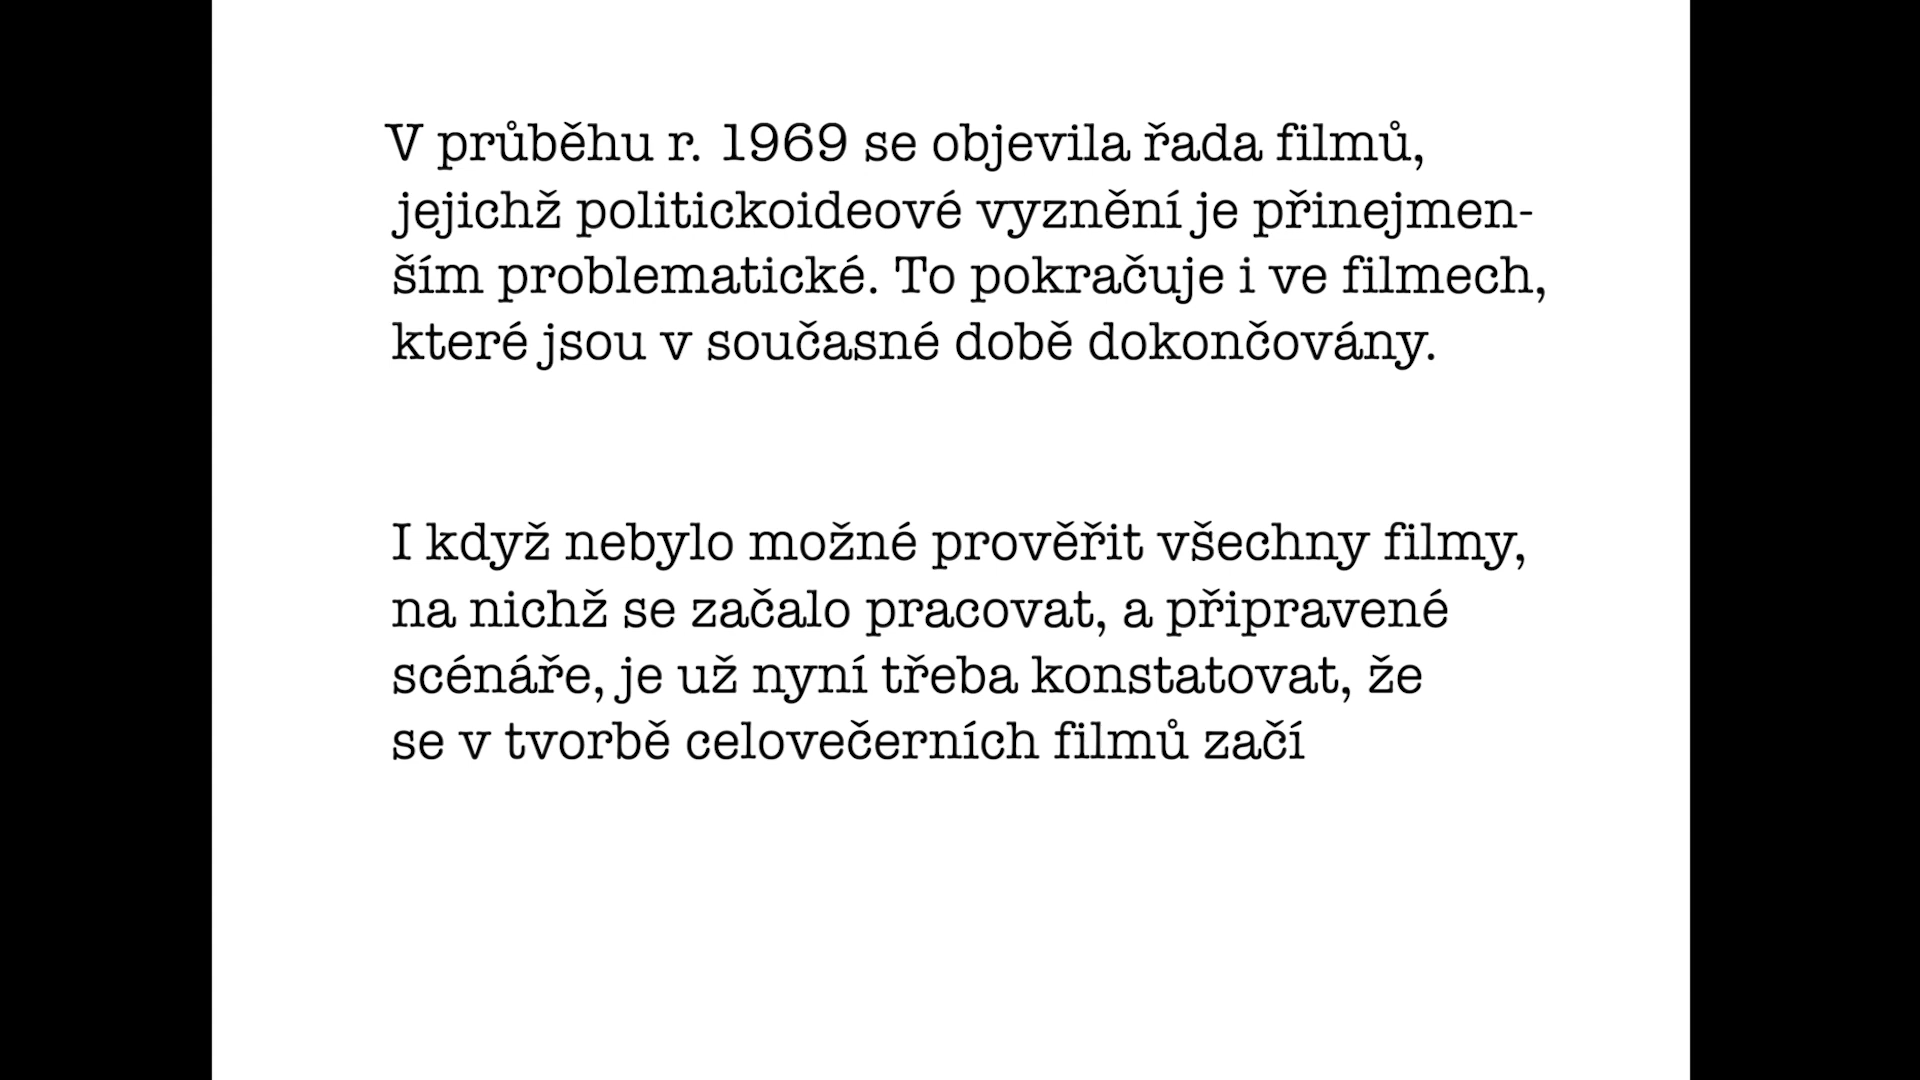 V průběhu r. 1969 se objevila řada filmů,
jejichž politickoideové vyznění je přinejmen-
ším problematické. To pokračuje i ve filmech,
které jsou v současné době dokončovány.
I když nebylo možné prověřit všechny filmy,
na nichž se začalo pracovat, a připravené
scénáře, je už nyní třeba konstatovat, že
se v tvorbě celovečerních filmů začí